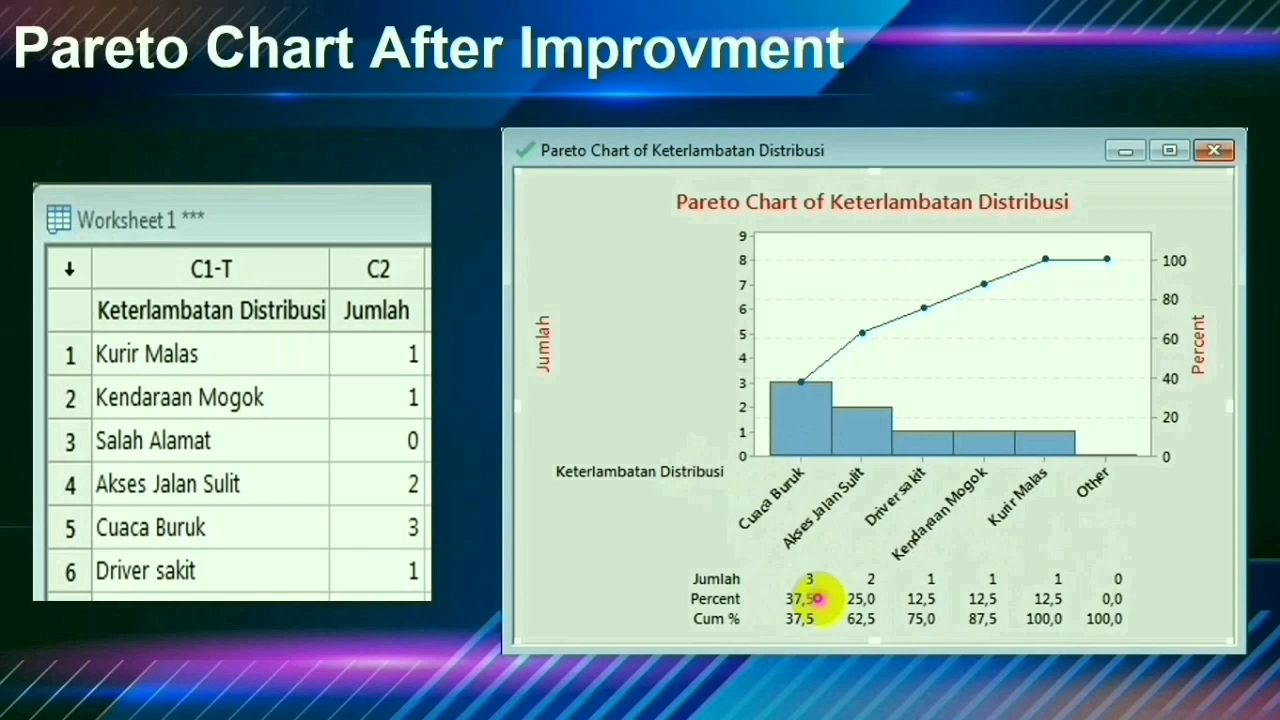 Pareto Chart After Improvment
Worksheet 1 ***
C1-T C2
Keterlambatan Distribusi Jumlah
1 Kurir Malas 1
2 Kendaraan Mogok 1
3 Salah Alamat 0
4 Akses Jalan Sulit 2
5 Cuaca Buruk 3
6 Driver sakit 1
Pareto Chart of Keterlambatan Distribusi
Pareto Chart of Keterlambatan Distribusi
9
8
7
6
5
4
3
2
1
0
Jumlah
100
80
60
40
20
0
Percent
Keterlambatan Distribusi
Cuaca Buruk
Akses Jalan Sulit
Driver sakit
Kendaraan Mogok
Kurir Malas
Other
Jumlah 3 2 1 1 1 0
Percent 37,5 25,0 12,5 12,5 12,5 0,0
Cum % 37,5 62,5 75,0 87,5 100,0 100,0